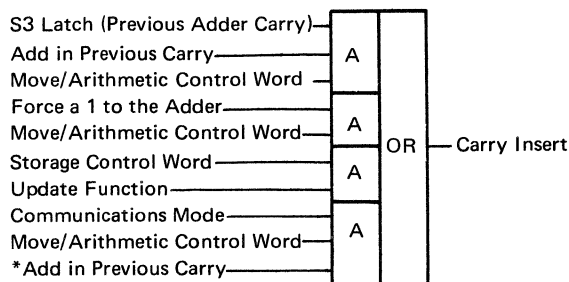 S3 Latch (Previous Adder Carry)
Add in Previous Carry
A
Move/Arithmetic Control Word
Force a 1 to the Adder
A
Move/Arithmetic Control Word
OR
Carry Insert
Storage Control Word
A
Update Function
Communications Mode
A
Move/Arithmetic Control Word
*Add in Previous Carry